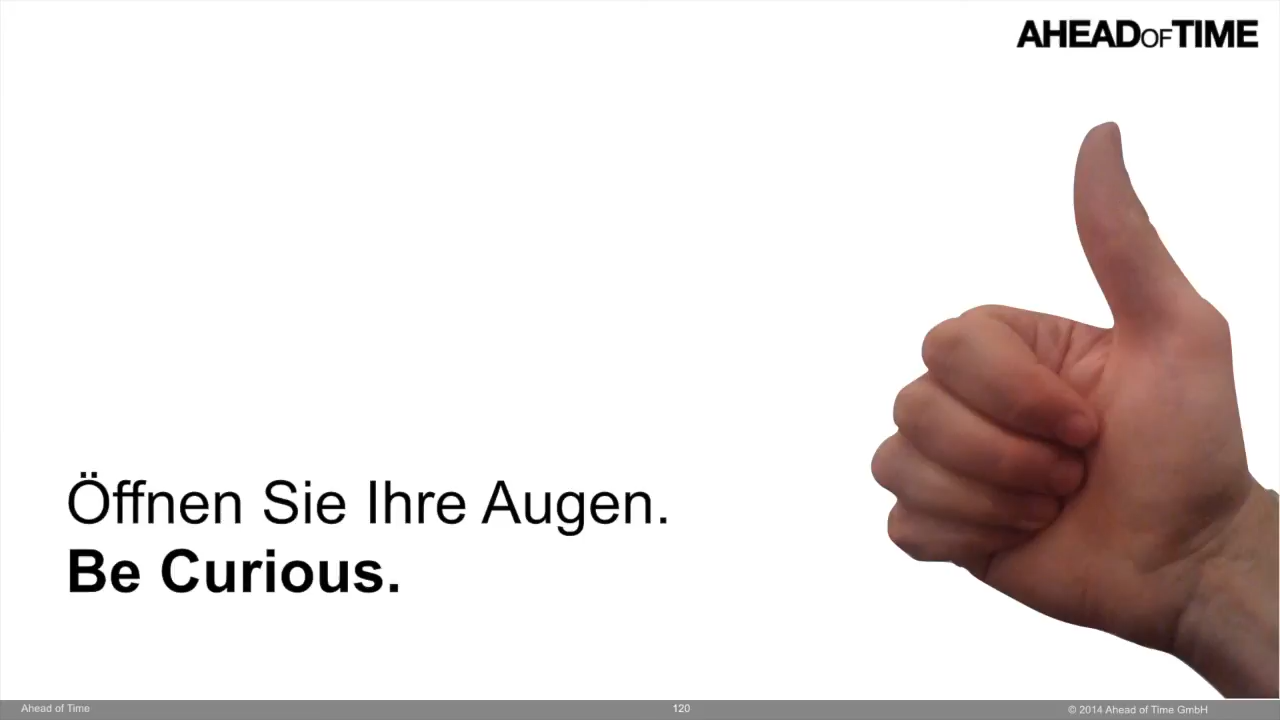 AHEADOFTIME
Öffnen Sie Ihre Augen.
Be Curious.
Ahead of Time
120
© 2014 Ahead of Time GmbH